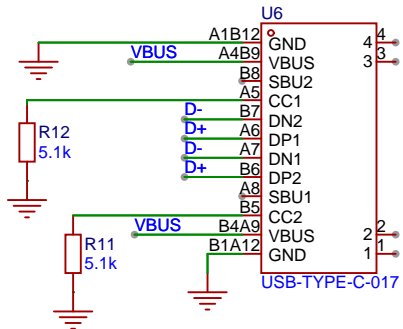 U6
A1B12 GND 4 4
VBUS A4B9 VBUS 3 3
B8 SBU2
A5 CC1
D- B7 DN2
D+ A6 DP1
R12
5.1k
D- A7 DN1
D+ B6 DP2
A8 SBU1
B5 CC2
VBUS B4A9 VBUS 2 2
R11
5.1k
B1A12 GND 1 1
USB-TYPE-C-017